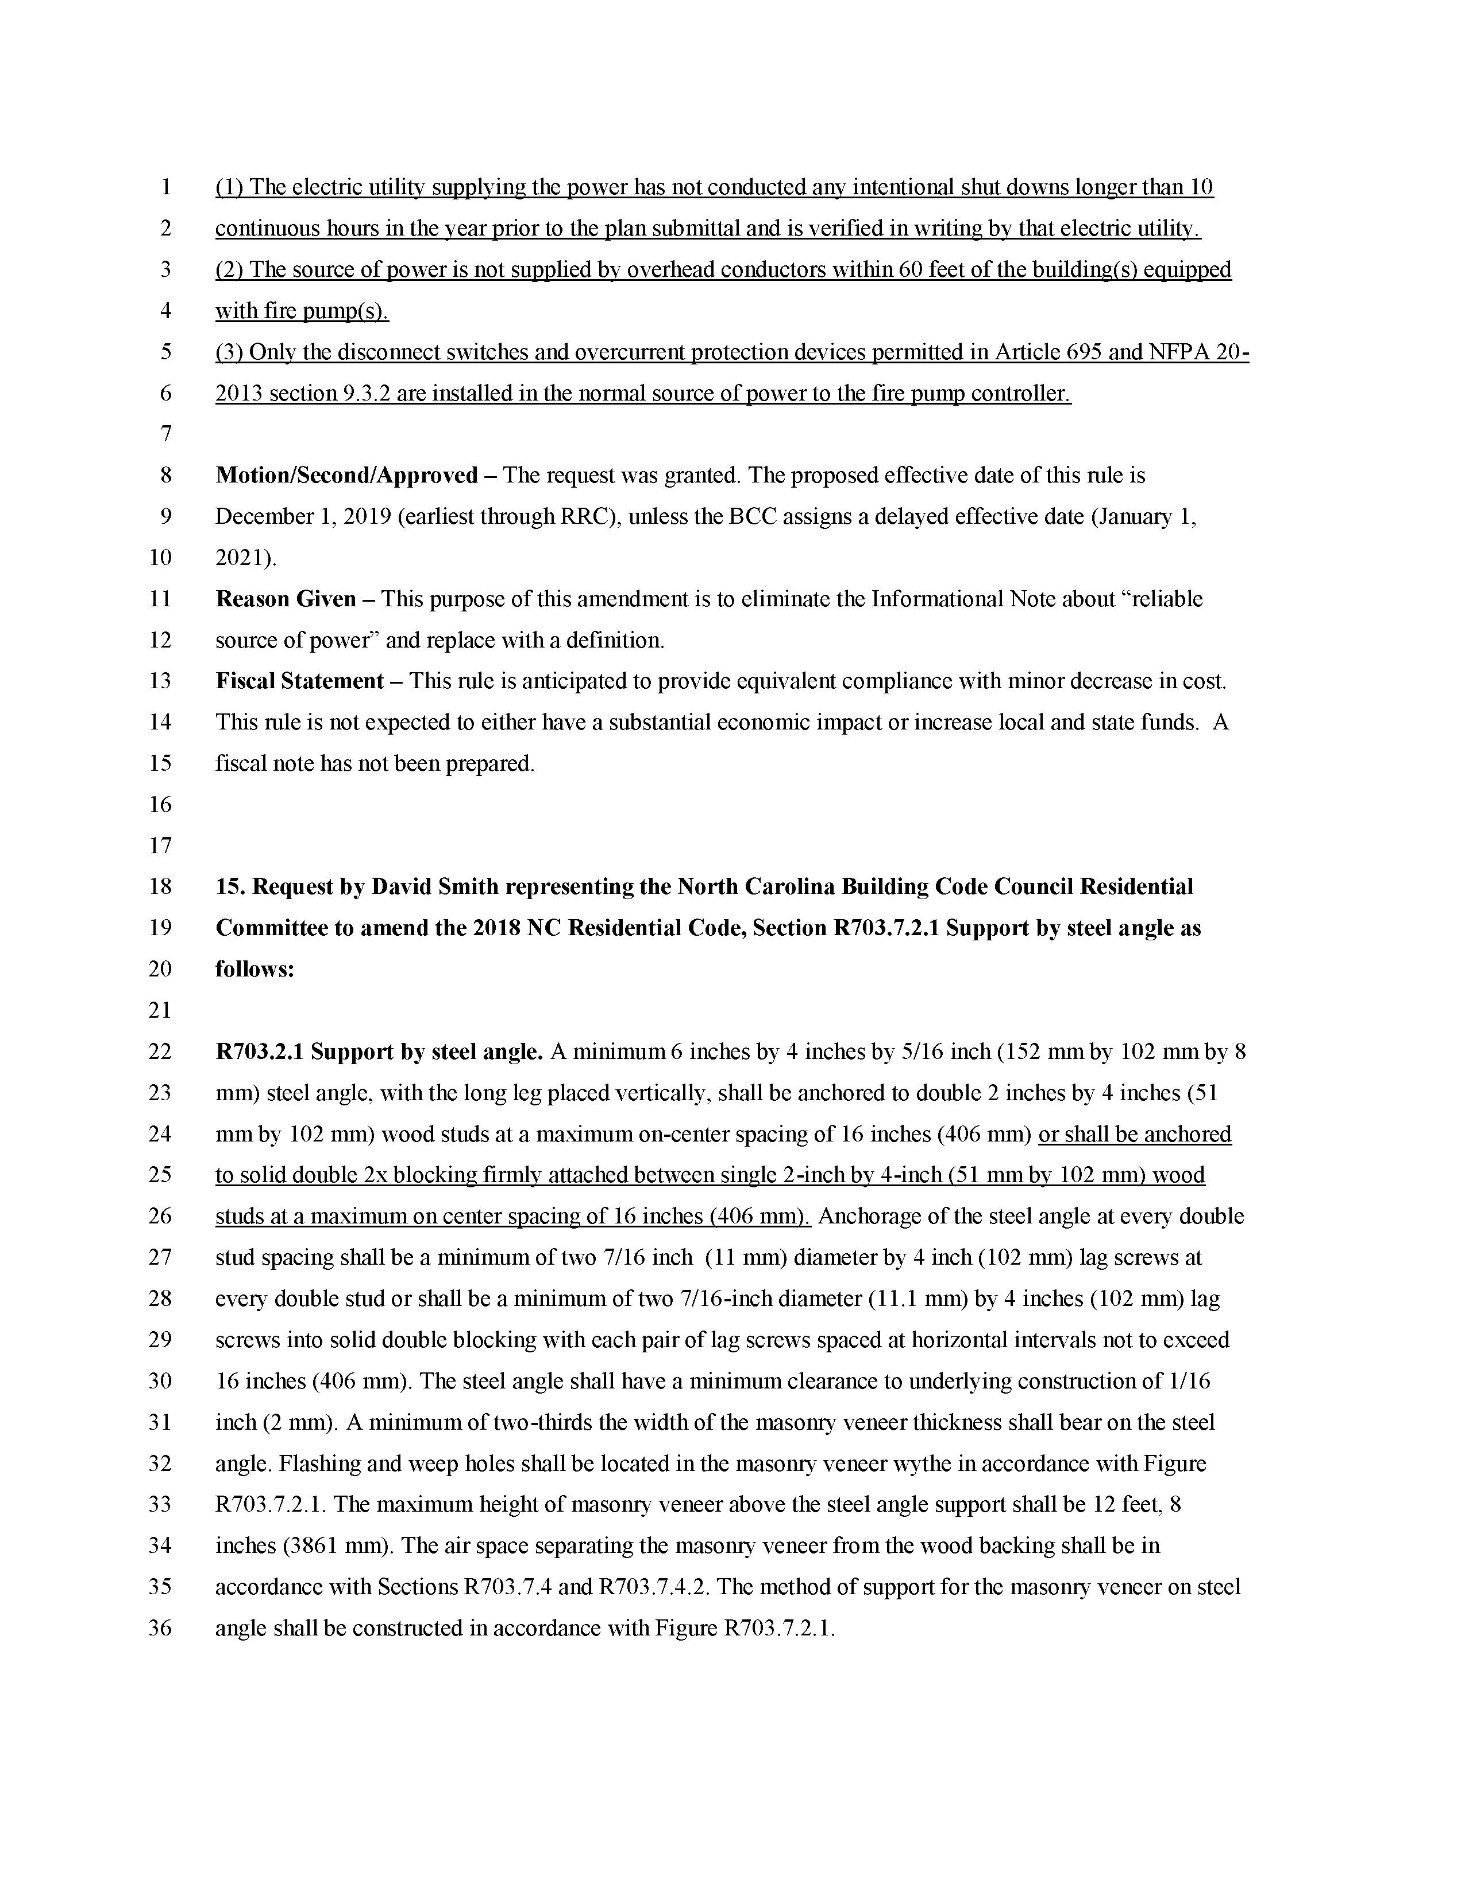 1 (1) The electric utility supplying the power has not conducted any intentional shut downs longer than 10
2 continuous hours in the year prior to the plan submittal and is verified in writing by that electric utility.
3 (2) The source of power is not supplied by overhead conductors within 60 feet of the building(s) equipped
4 with fire pump(s).
5 (3) Only the disconnect switches and overcurrent protection devices permitted in Article 695 and NFPA 20-
6 2013 section 9.3.2 are installed in the normal source of power to the fire pump controller.
7
8 Motion/Second/Approved – The request was granted. The proposed effective date of this rule is
9 December 1, 2019 (earliest through RRC), unless the BCC assigns a delayed effective date (January 1,
10 2021).
11 Reason Given – This purpose of this amendment is to eliminate the Informational Note about “reliable
12 source of power” and replace with a definition.
13 Fiscal Statement – This rule is anticipated to provide equivalent compliance with minor decrease in cost.
14 This rule is not expected to either have a substantial economic impact or increase local and state funds. A
15 fiscal note has not been prepared.
16
17
18 15. Request by David Smith representing the North Carolina Building Code Council Residential
19 Committee to amend the 2018 NC Residential Code, Section R703.7.2.1 Support by steel angle as
20 follows:
21
22 R703.2.1 Support by steel angle. A minimum 6 inches by 4 inches by 5/16 inch (152 mm by 102 mm by 8
23 mm) steel angle, with the long leg placed vertically, shall be anchored to double 2 inches by 4 inches (51
24 mm by 102 mm) wood studs at a maximum on-center spacing of 16 inches (406 mm) or shall be anchored
25 to solid double 2x blocking firmly attached between single 2-inch by 4-inch (51 mm by 102 mm) wood
26 studs at a maximum on center spacing of 16 inches (406 mm). Anchorage of the steel angle at every double
27 stud spacing shall be a minimum of two 7/16 inch (11 mm) diameter by 4 inch (102 mm) lag screws at
28 every double stud or shall be a minimum of two 7/16-inch diameter (11.1 mm) by 4 inches (102 mm) lag
29 screws into solid double blocking with each pair of lag screws spaced at horizontal intervals not to exceed
30 16 inches (406 mm). The steel angle shall have a minimum clearance to underlying construction of 1/16
31 inch (2 mm). A minimum of two-thirds the width of the masonry veneer thickness shall bear on the steel
32 angle. Flashing and weep holes shall be located in the masonry veneer wythe in accordance with Figure
33 R703.7.2.1. The maximum height of masonry veneer above the steel angle support shall be 12 feet, 8
34 inches (3861 mm). The air space separating the masonry veneer from the wood backing shall be in
35 accordance with Sections R703.7.4 and R703.7.4.2. The method of support for the masonry veneer on steel
36 angle shall be constructed in accordance with Figure R703.7.2.1.